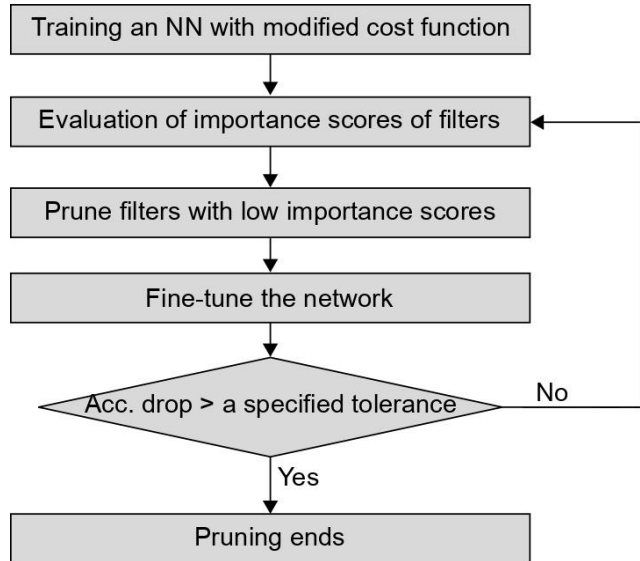 Training an NN with modified cost function
Evaluation of importance scores of filters
Prune filters with low importance scores
Fine-tune the network
Acc. drop > a specified tolerance
No
Yes
Pruning ends